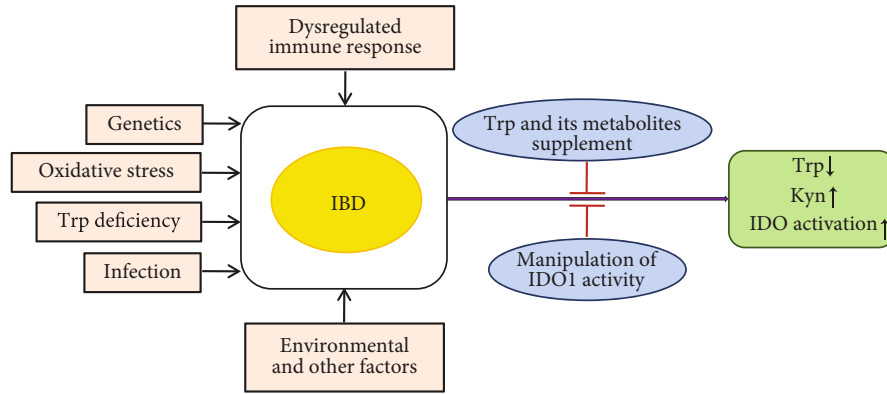 Dysregulated
immune response
Genetics
Oxidative stress
Trp deficiency
Infection
IBD
Environmental
and other factors
Trp and its metabolites
supplement
Manipulation of
IDO1 activity
Trp↓
Kyn↑
IDO activation↑